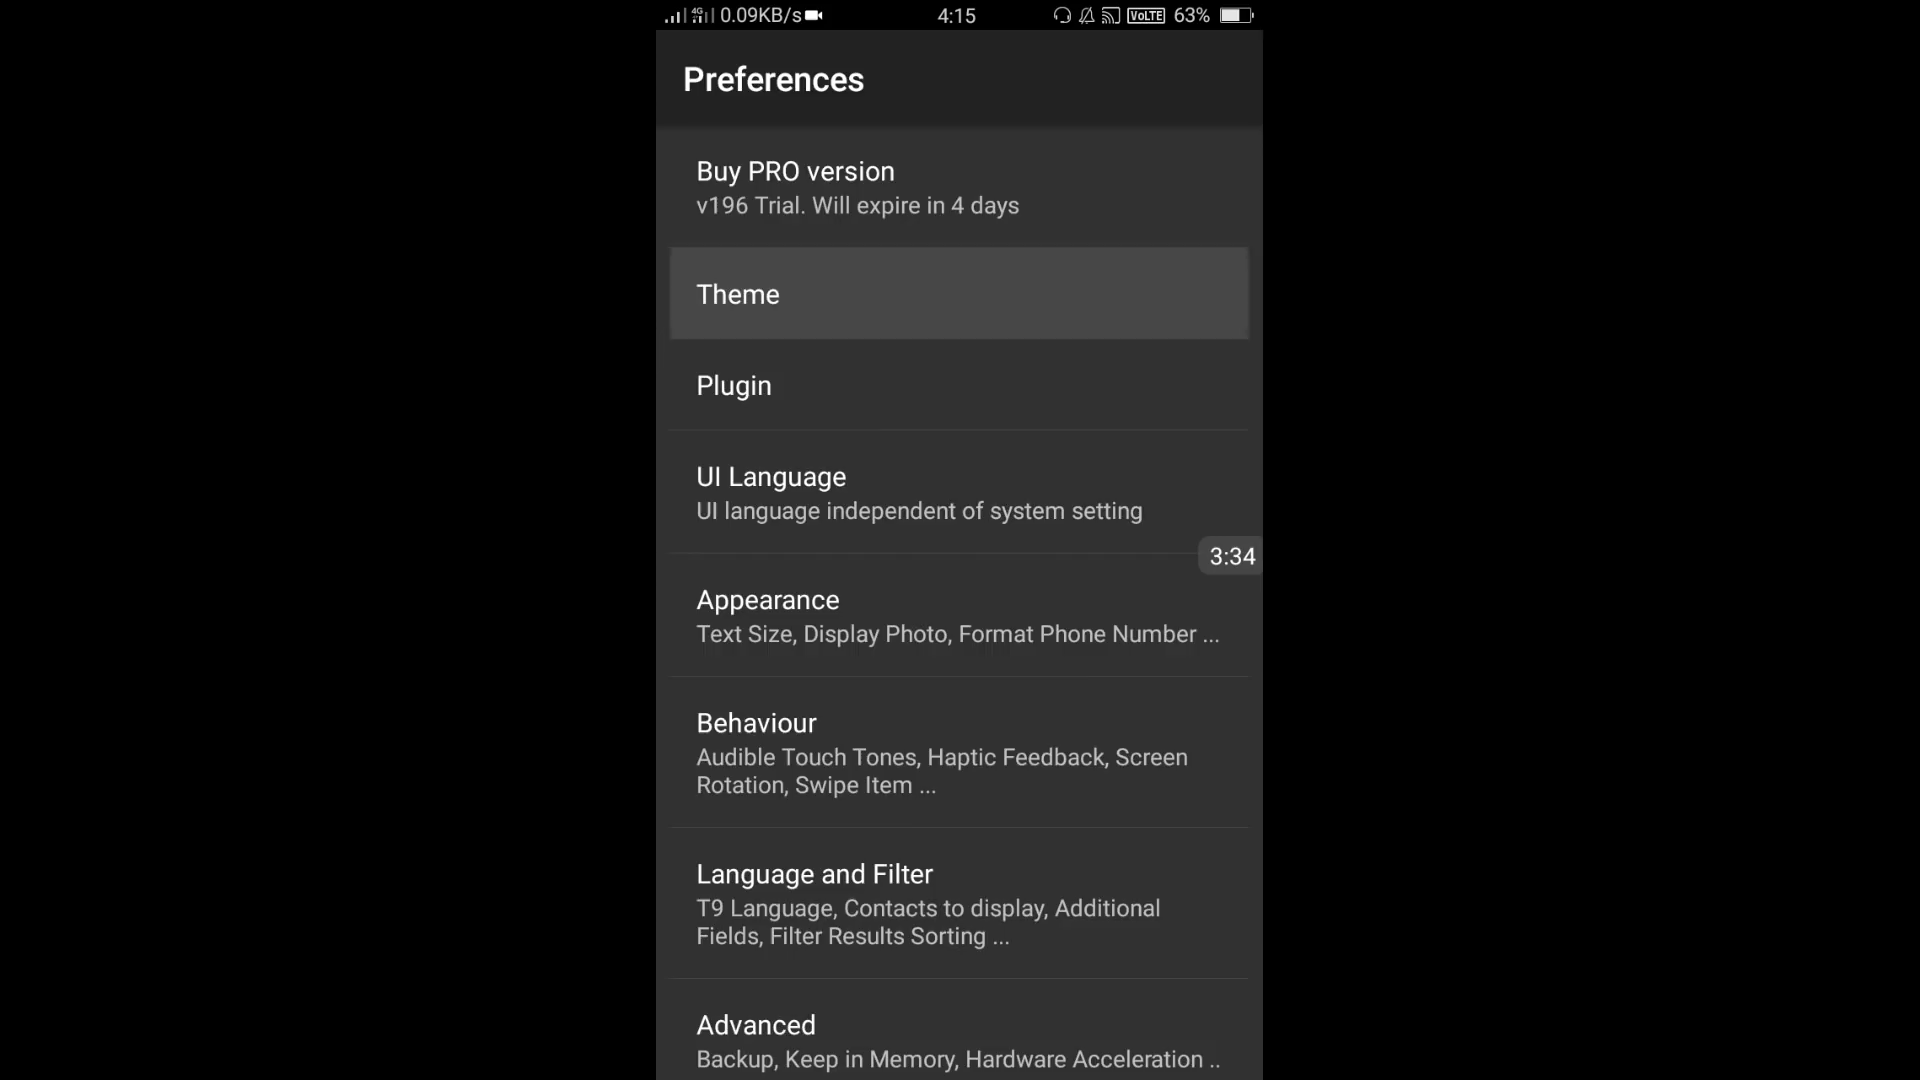 4G 0.09KB/s 4:15 VoLTE 63%
Preferences
Buy PRO version
v196 Trial. Will expire in 4 days
Theme
Plugin
UI Language
UI language independent of system setting
3:34
Appearance
Text Size, Display Photo, Format Phone Number ...
Behaviour
Audible Touch Tones, Haptic Feedback, Screen
Rotation, Swipe Item ...
Language and Filter
T9 Language, Contacts to display, Additional
Fields, Filter Results Sorting ...
Advanced
Backup, Keep in Memory, Hardware Acceleration ..